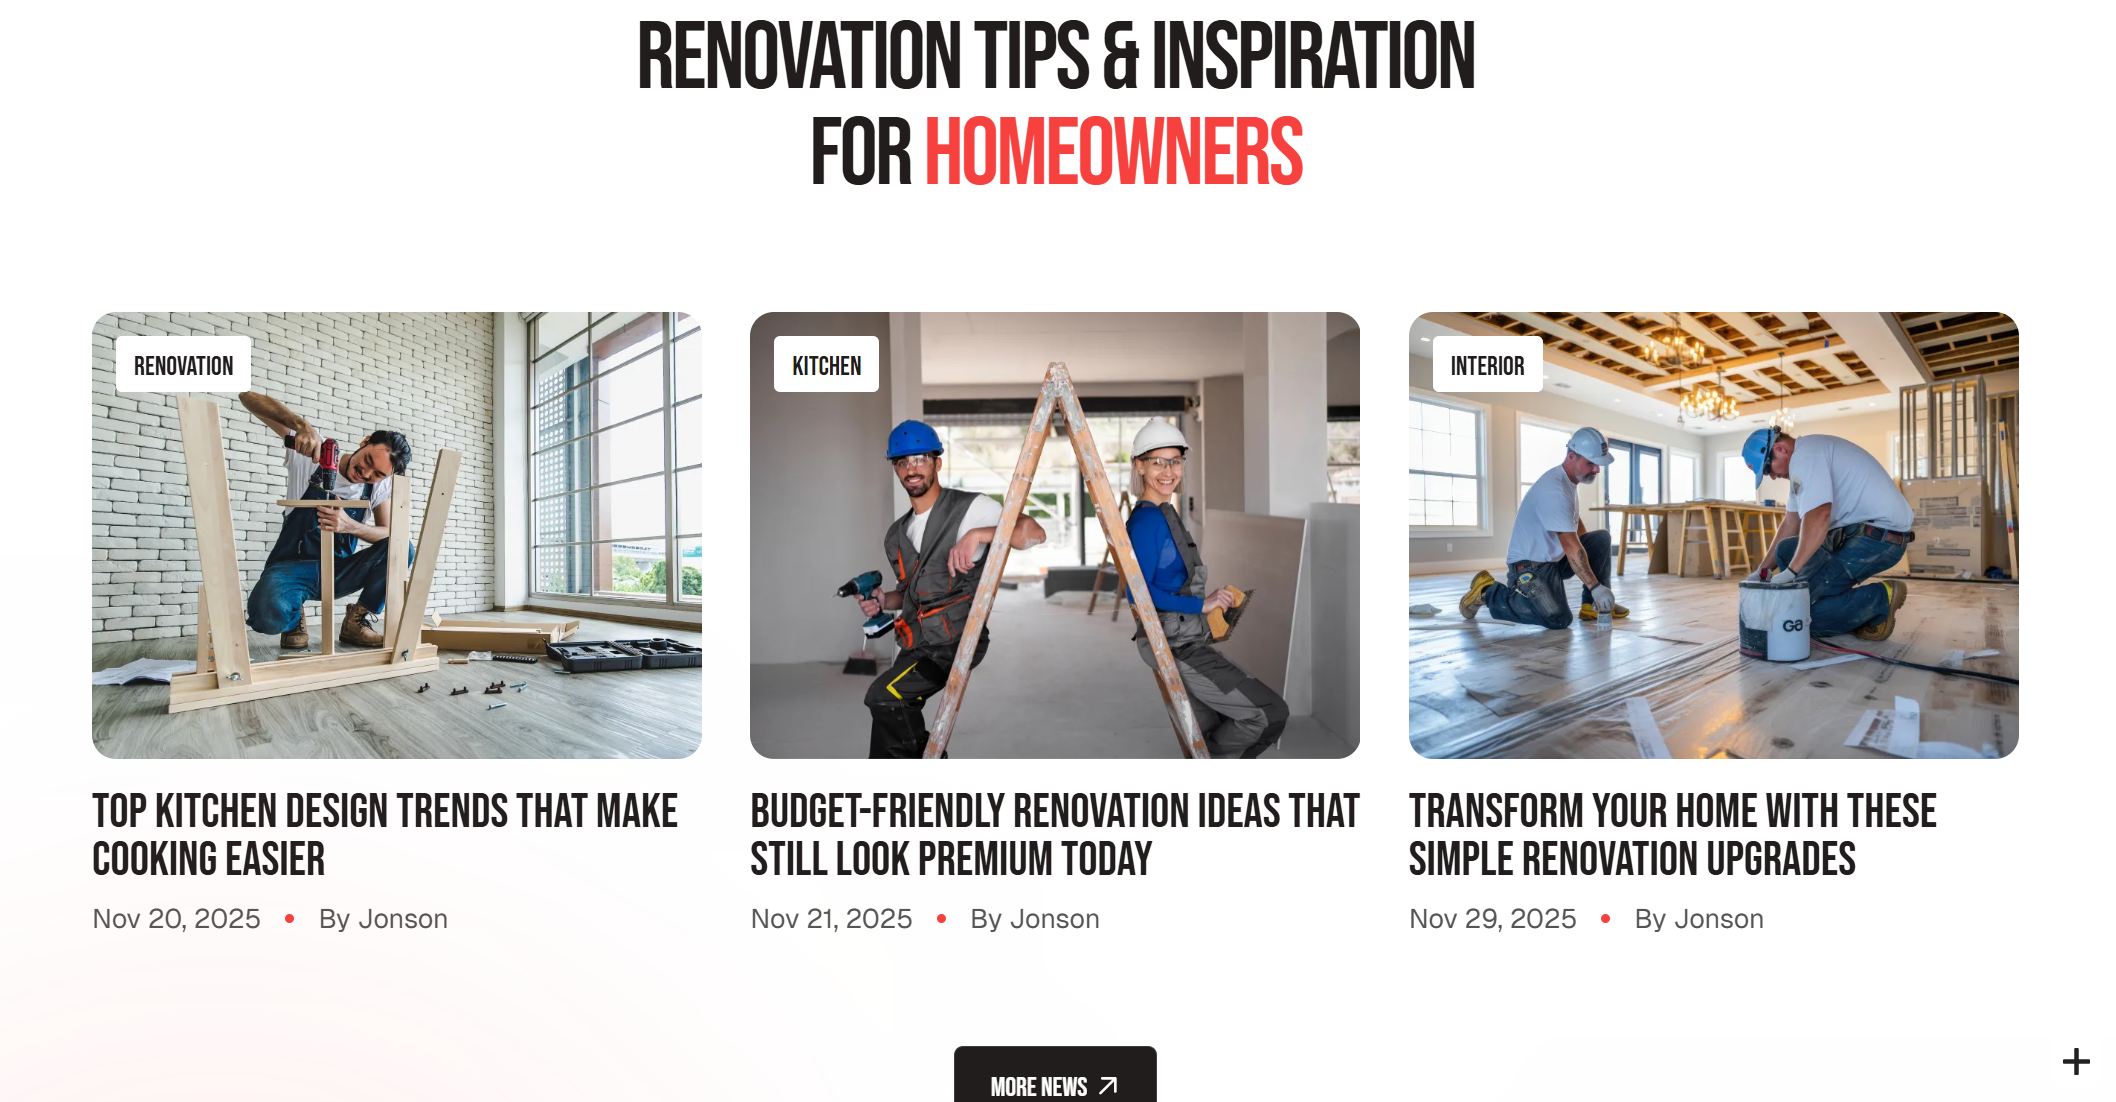 RENOVATION TIPS & INSPIRATION
FOR HOMEOWNERS
RENOVATION
KITCHEN
INTERIOR
GA
TOP KITCHEN DESIGN TRENDS THAT MAKE
COOKING EASIER
Nov 20, 2025 • By Jonson
BUDGET-FRIENDLY RENOVATION IDEAS THAT
STILL LOOK PREMIUM TODAY
Nov 21, 2025 • By Jonson
TRANSFORM YOUR HOME WITH THESE
SIMPLE RENOVATION UPGRADES
Nov 29, 2025 • By Jonson
MORE NEWS